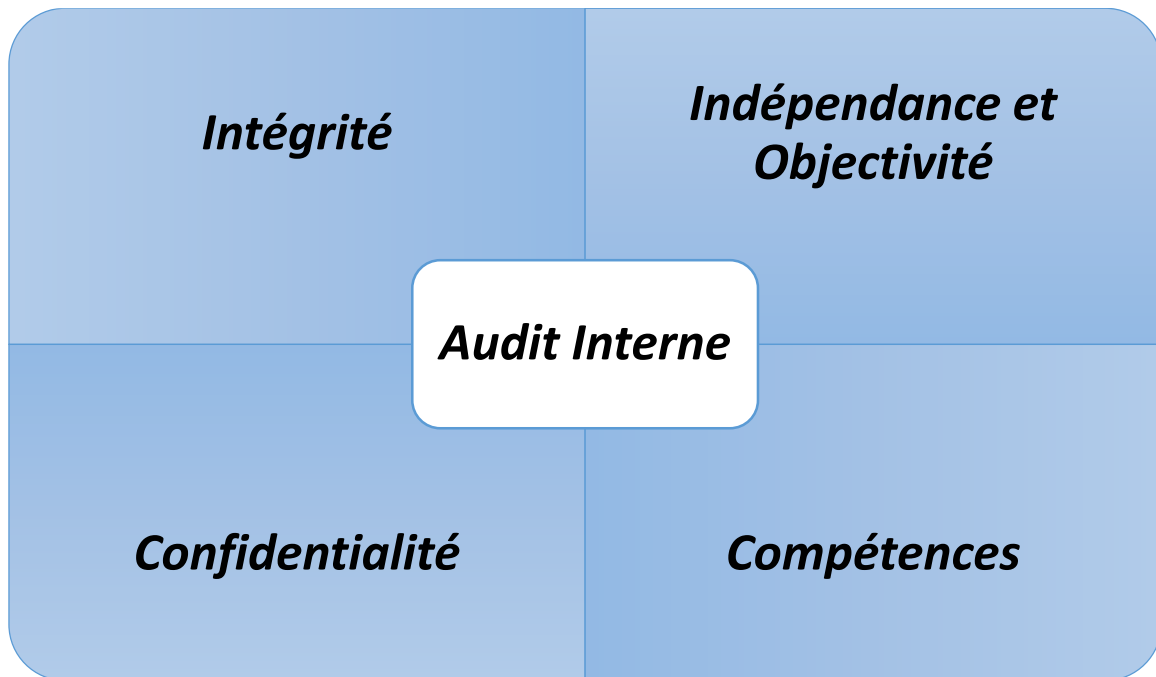 Intégrité
Indépendance et
Objectivité
Audit Interne
Confidentialité
Compétences